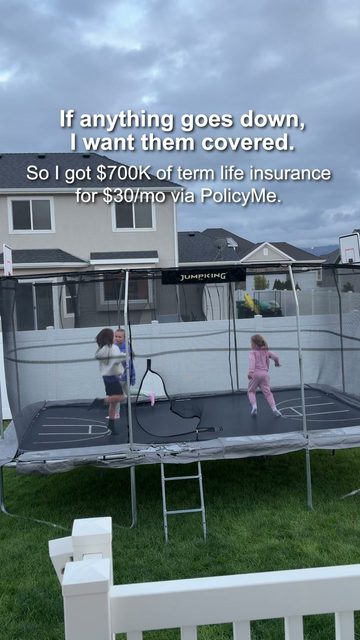 If anything goes down,
I want them covered.
So I got $700K of term life insurance
for $30/mo via PolicyMe.
JUMPKING